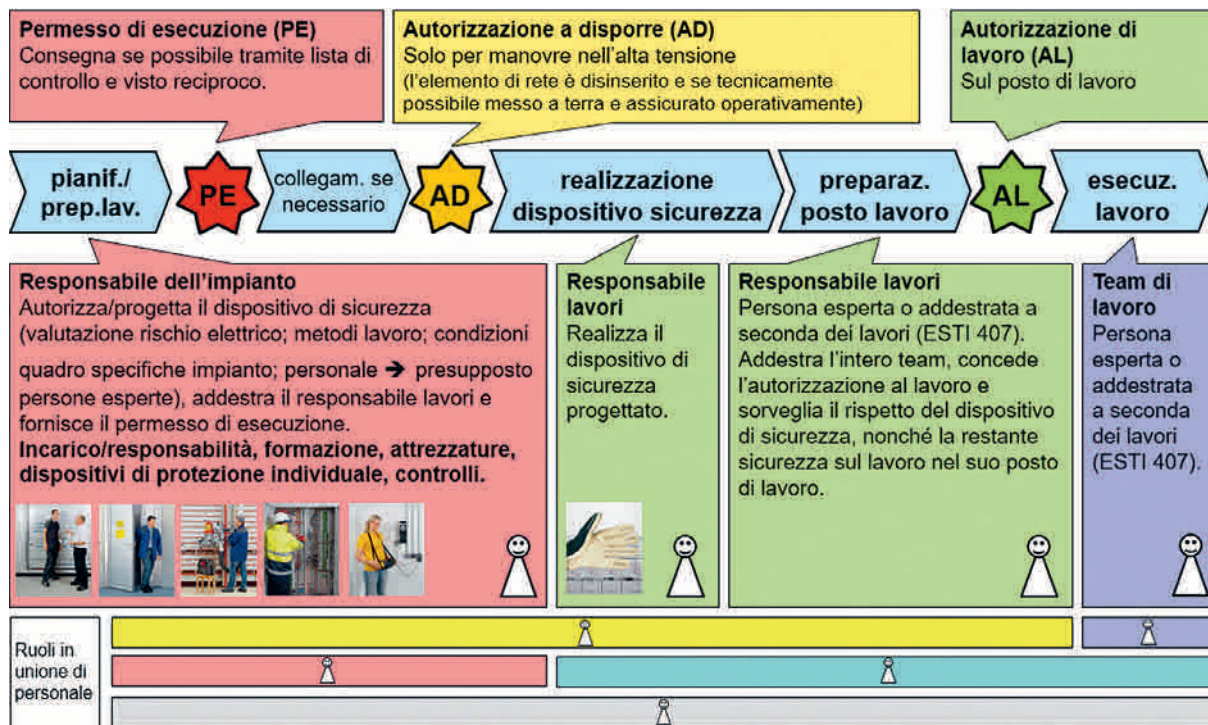 Permesso di esecuzione (PE)
Consegna se possibile tramite lista di
controllo e visto reciproco.
Autorizzazione a disporre (AD)
Solo per manovre nell'alta tensione
(l'elemento di rete è disinserito e se tecnicamente
possibile messo a terra e assicurato operativamente)
Autorizzazione di
lavoro (AL)
Sul posto di lavoro
pianif./
prep.lav.
PE
collegam. se
necessario
AD
realizzazione
dispositivo sicurezza
preparaz.
posto lavoro
AL
esecuz.
lavoro
Responsabile dell'impianto
Autorizza/progetta il dispositivo di sicurezza
(valutazione rischio elettrico; metodi lavoro; condizioni
quadro specifiche impianto; personale ➔ presupposto
persone esperte), addestra il responsabile lavori e
fornisce il permesso di esecuzione.
Incarico/responsabilità, formazione, attrezzature,
dispositivi di protezione individuale, controlli.
Responsabile
lavori
Realizza il
dispositivo di
sicurezza
progettato.
Responsabile lavori
Persona esperta o addestrata a
seconda dei lavori (ESTI 407).
Addestra l'intero team, concede
l'autorizzazione al lavoro e
sorveglia il rispetto del dispositivo
di sicurezza, nonché la restante
sicurezza sul lavoro nel suo posto
di lavoro.
Team di
lavoro
Persona
esperta o
addestrata
a seconda
dei lavori
(ESTI 407).
Ruoli in
unione di
personale